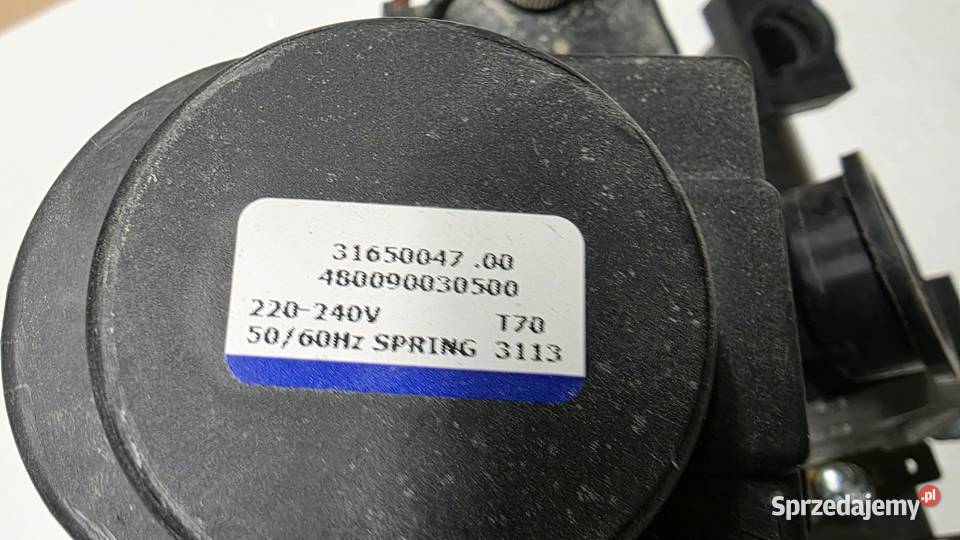 31650047.00
480090030500
220-240V T70
50/60Hz SPRING 3113
Sprzedajemy.pl